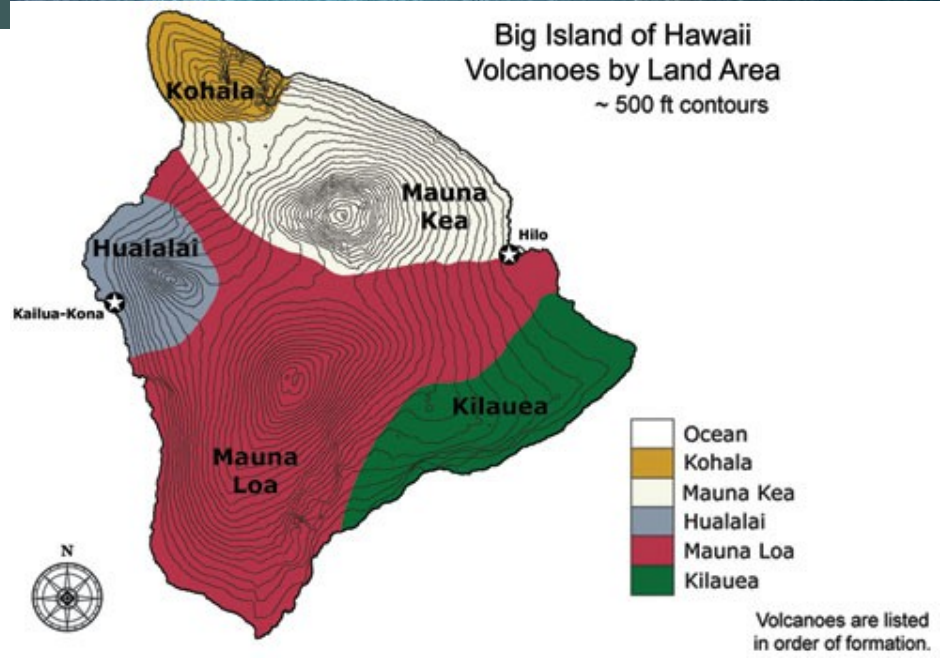 Big Island of Hawaii
Volcanoes by Land Area
~ 500 ft contours
Kohala
Mauna
Kea
Hilo
Hualalai
Kailua-Kona
Kilauea
Mauna
Loa
Ocean
Kohala
Mauna Kea
Hualalai
Mauna Loa
Kilauea
N
Volcanoes are listed
in order of formation.